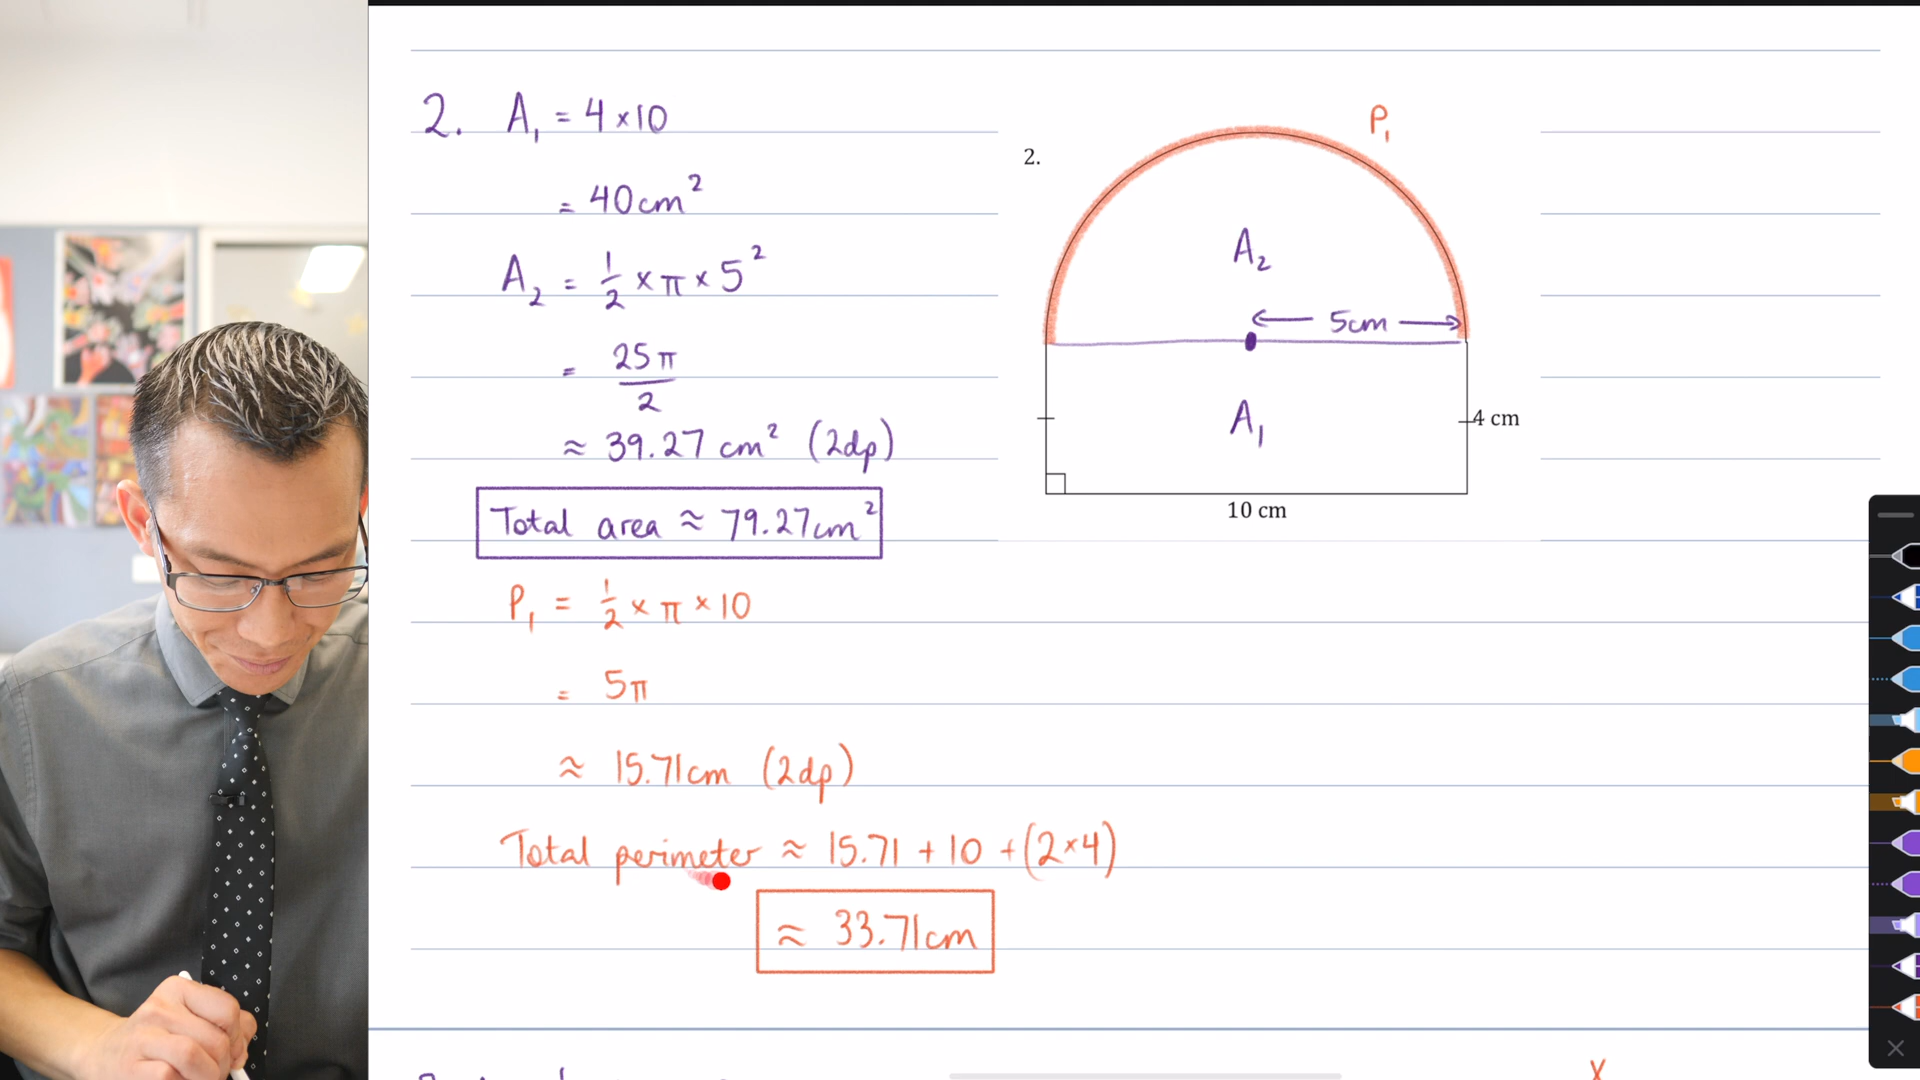 2. A₁ = 4 × 10
= 40 cm²
A₂ = 1/2 × π × 5²
= 25π/2
≈ 39.27 cm² (2dp)
Total area ≈ 79.27cm²
P₁ = 1/2 × π × 10
= 5π
≈ 15.71cm (2dp)
Total perimeter ≈ 15.71 + 10 + (2×4)
≈ 33.71cm
2.
P₁
A₂
5cm
A₁
4 cm
10 cm